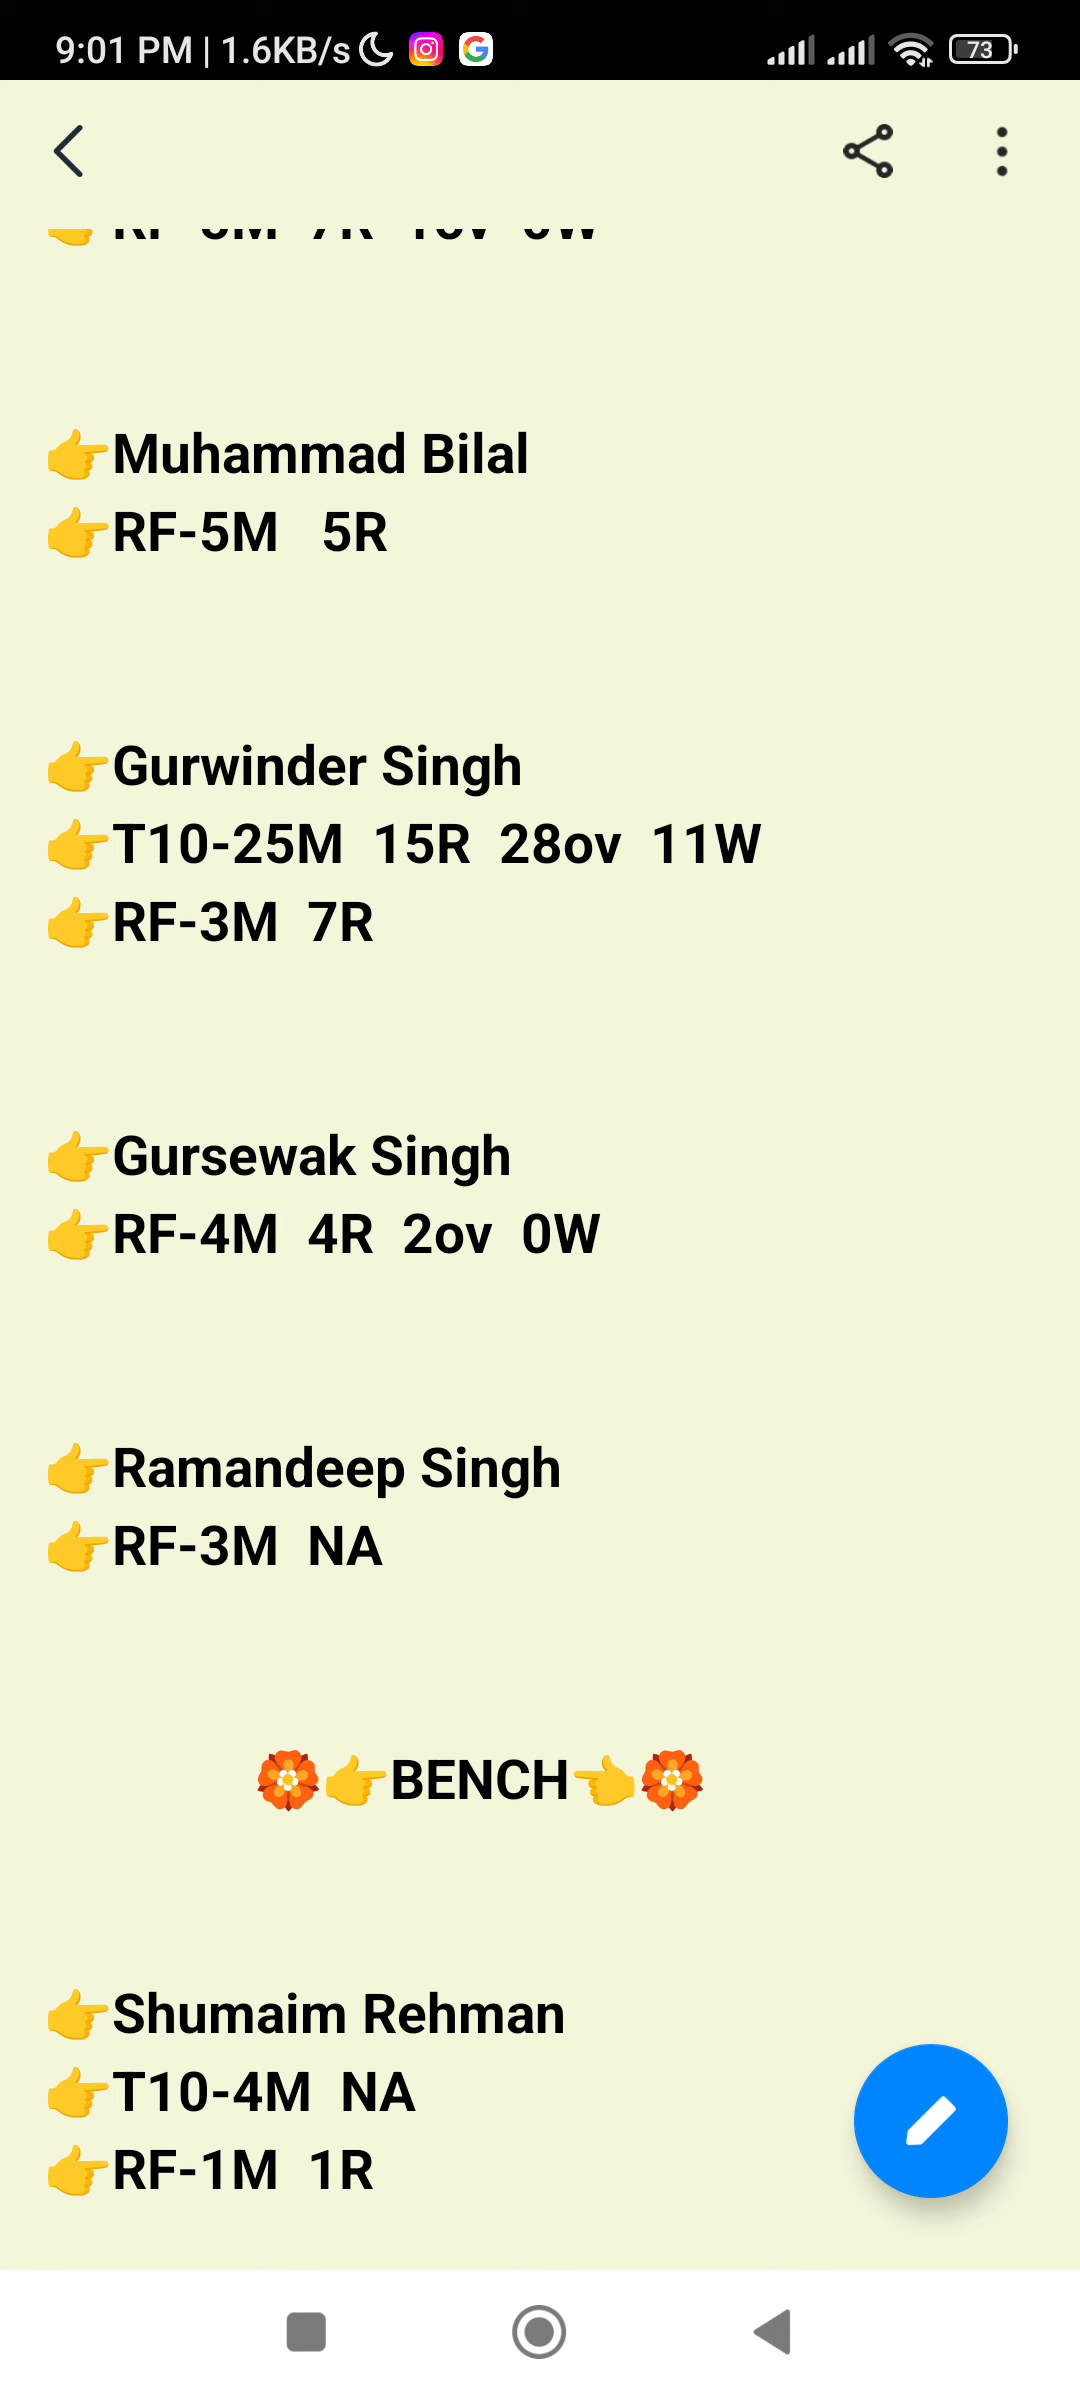 9:01 PM | 1.6KB/s
73
👉Muhammad Bilal
👉RF-5M 5R
👉Gurwinder Singh
👉T10-25M 15R 28ov 11W
👉RF-3M 7R
👉Gursewak Singh
👉RF-4M 4R 2ov 0W
👉Ramandeep Singh
👉RF-3M NA
🏵️👉BENCH👈🏵️
👉Shumaim Rehman
👉T10-4M NA
👉RF-1M 1R